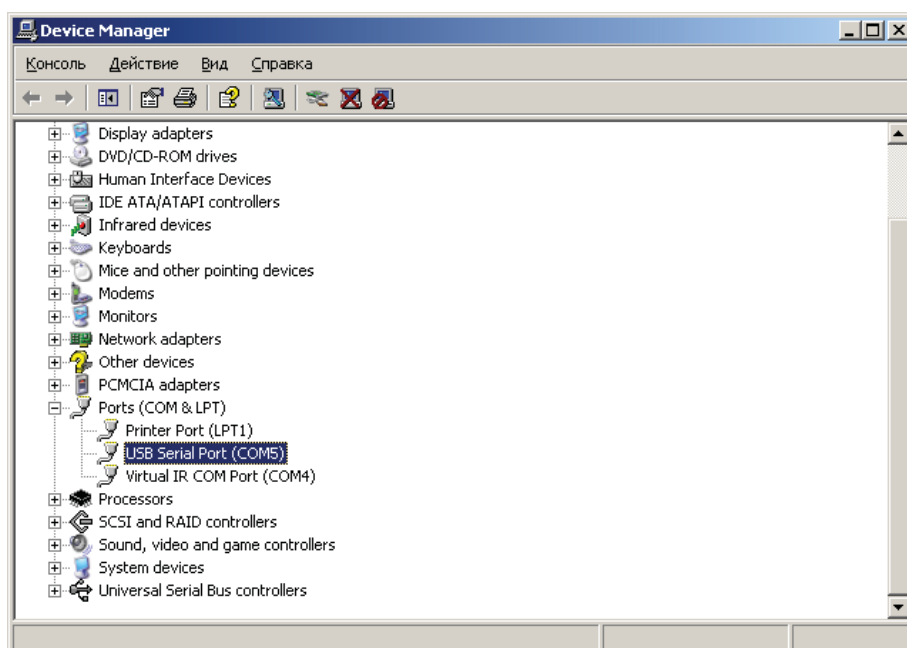 Device Manager
Консоль Действие Вид Справка
Display adapters
DVD/CD-ROM drives
Human Interface Devices
IDE ATA/ATAPI controllers
Infrared devices
Keyboards
Mice and other pointing devices
Modems
Monitors
Network adapters
Other devices
PCMCIA adapters
Ports (COM & LPT)
Printer Port (LPT1)
USB Serial Port (COM5)
Virtual IR COM Port (COM4)
Processors
SCSI and RAID controllers
Sound, video and game controllers
System devices
Universal Serial Bus controllers